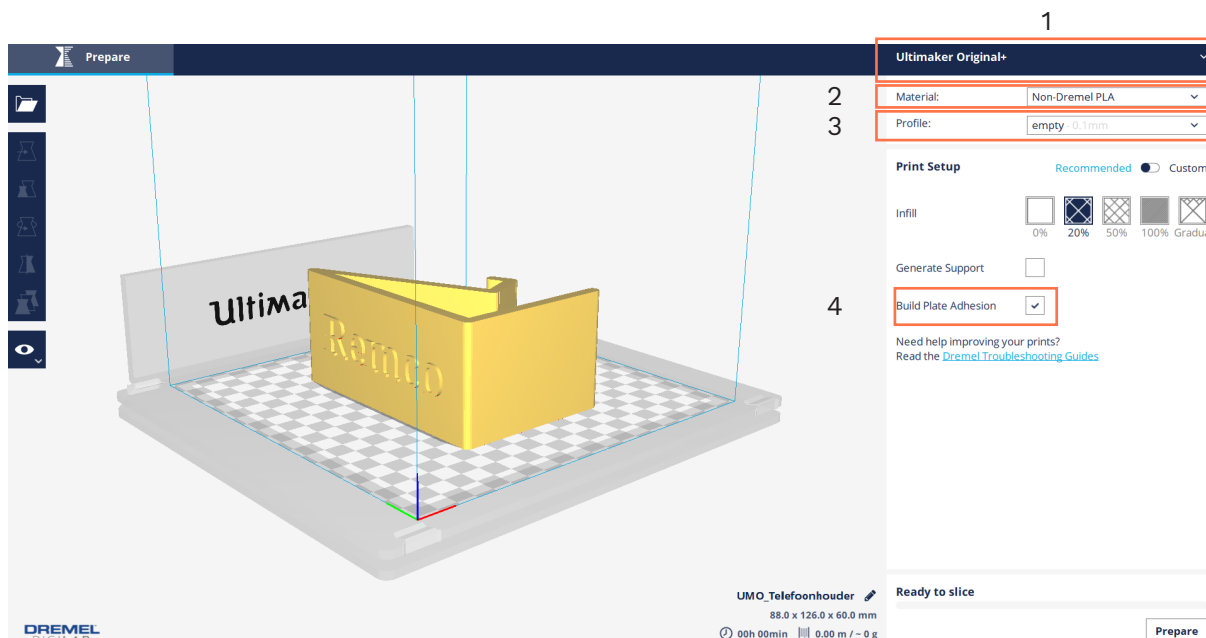 1
Prepare
Ultimaker Original+
2
Material: Non-Dremel PLA
3
Profile: empty - 0.1mm
Print Setup Recommended Custom
Infill
0% 20% 50% 100% Gradua
Generate Support
4
Build Plate Adhesion
Need help improving your prints?
Read the Dremel Troubleshooting Guides
Ultima
Remco
UMO_Telefoonhouder
88.0 x 126.0 x 60.0 mm
00h 00min 0.00 m / ~ 0 g
Ready to slice
Prepare
DREMEL